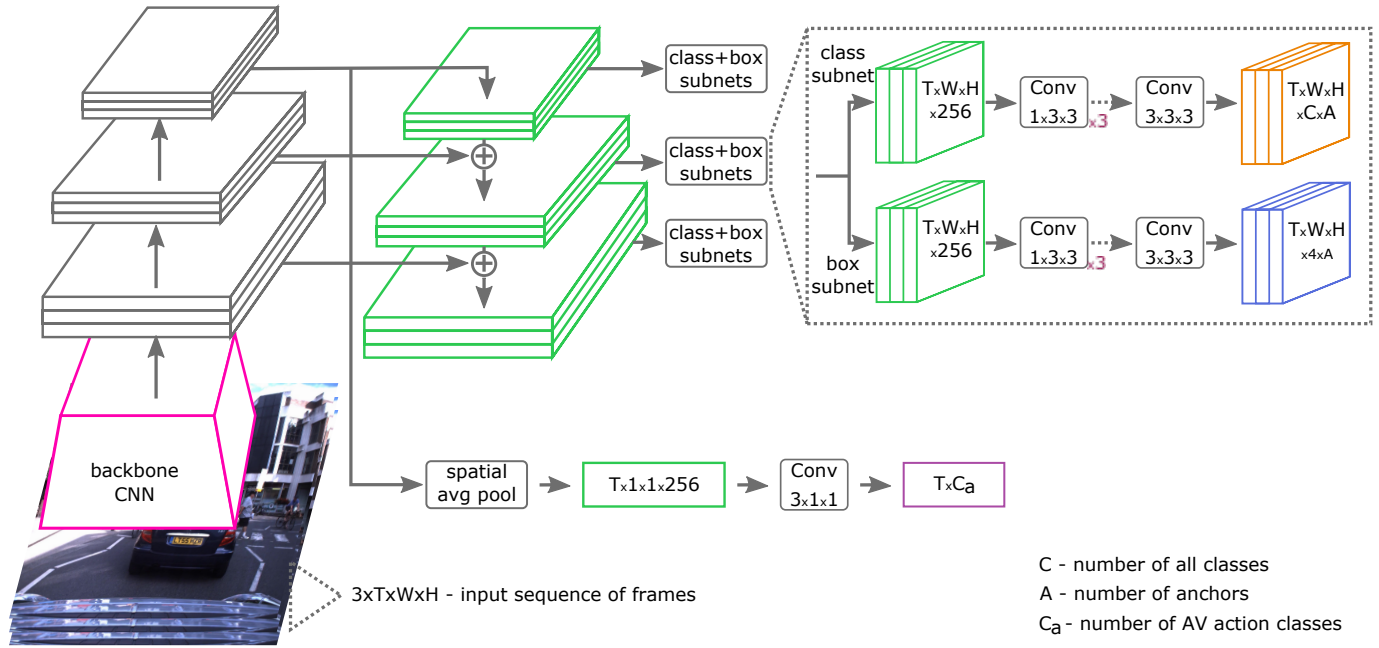 class+box
subnets
class+box
subnets
class+box
subnets
class
subnet
TxWxH
x256
Conv
1x3x3
x3
Conv
3x3x3
TxWxH
xCxA
box
subnet
TxWxH
x256
Conv
1x3x3
x3
Conv
3x3x3
TxWxH
x4xA
backbone
CNN
spatial
avg pool
Tx1x1x256
Conv
3x1x1
TxCa
3xTxWxH - input sequence of frames
C - number of all classes
A - number of anchors
Ca - number of AV action classes